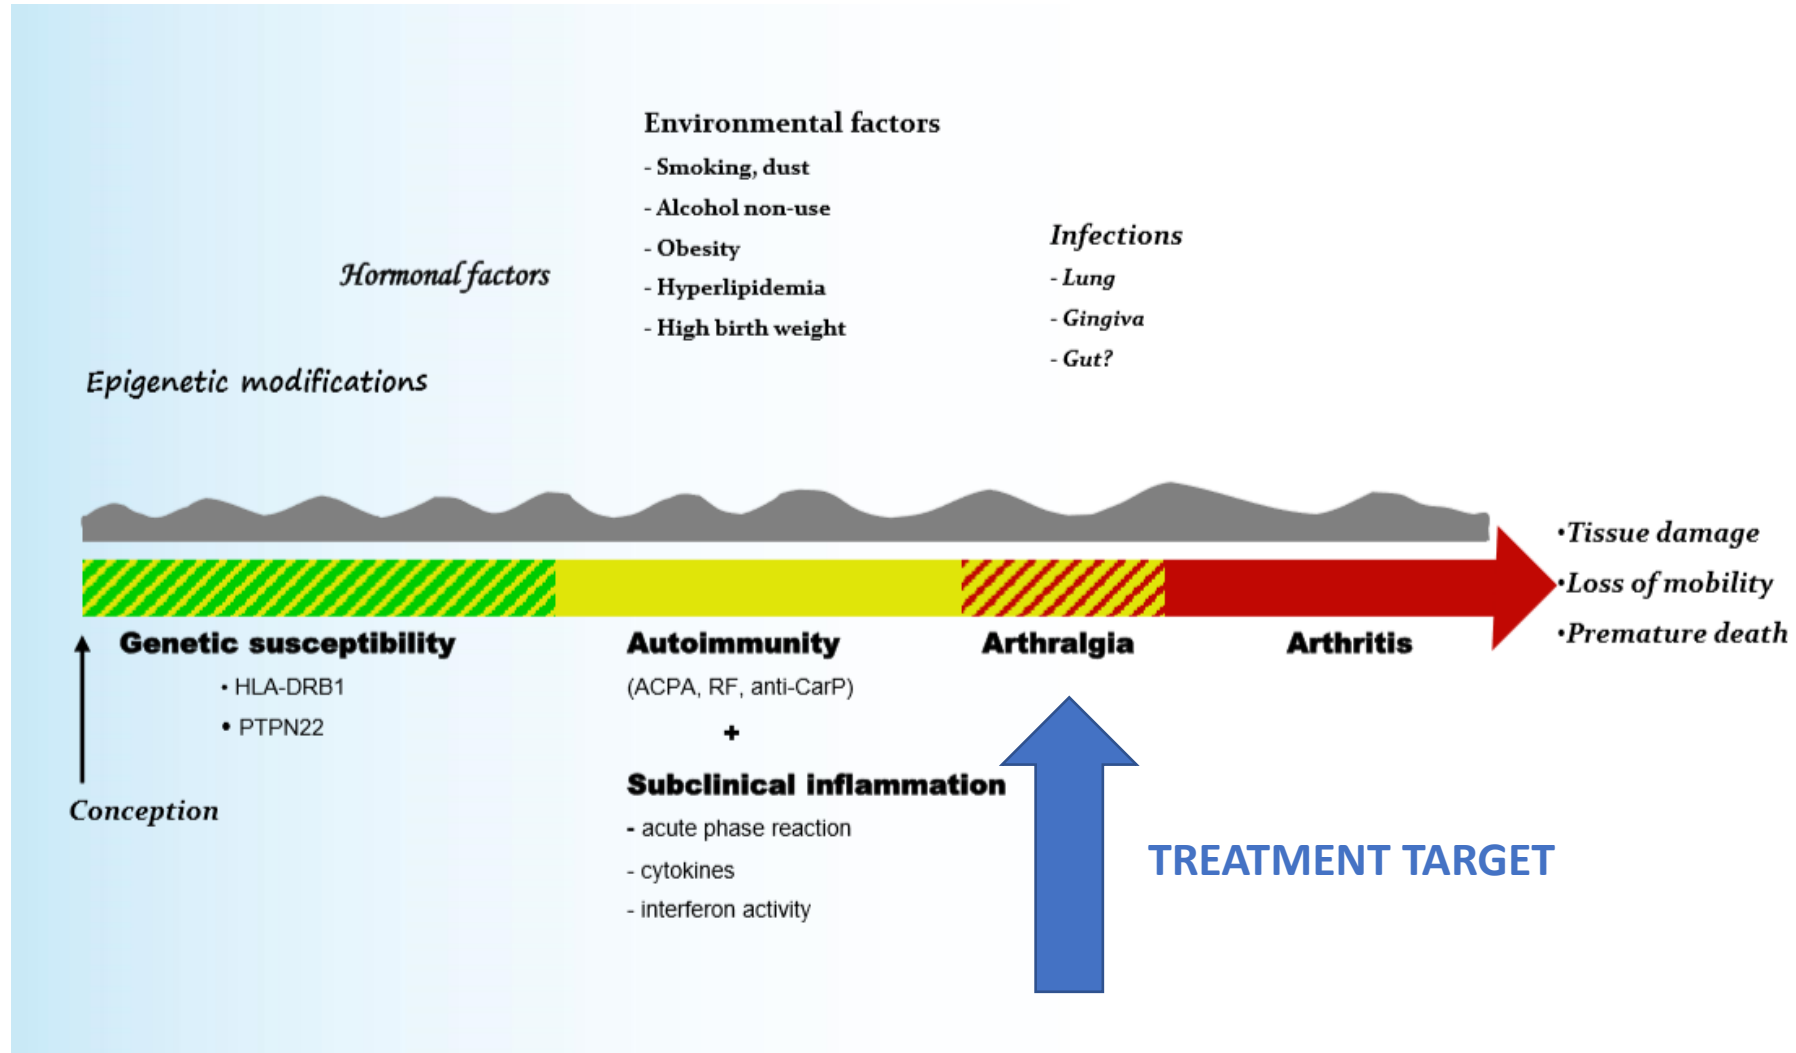 Environmental factors
- Smoking, dust
- Alcohol non-use
- Obesity
- Hyperlipidemia
- High birth weight
Infections
- Lung
- Gingiva
- Gut?
Hormonal factors
Epigenetic modifications
•Tissue damage
•Loss of mobility
•Premature death
Genetic susceptibility
• HLA-DRB1
• PTPN22
Autoimmunity
(ACPA, RF, anti-CarP)
+
Subclinical inflammation
- acute phase reaction
- cytokines
- interferon activity
Arthralgia
Arthritis
Conception
TREATMENT TARGET